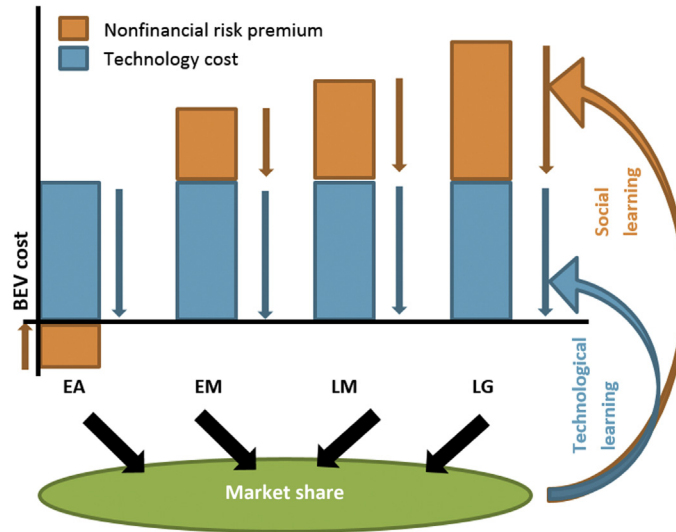 Nonfinancial risk premium
Technology cost
BEV cost
Social
learning
Technological
learning
EA
EM
LM
LG
Market share